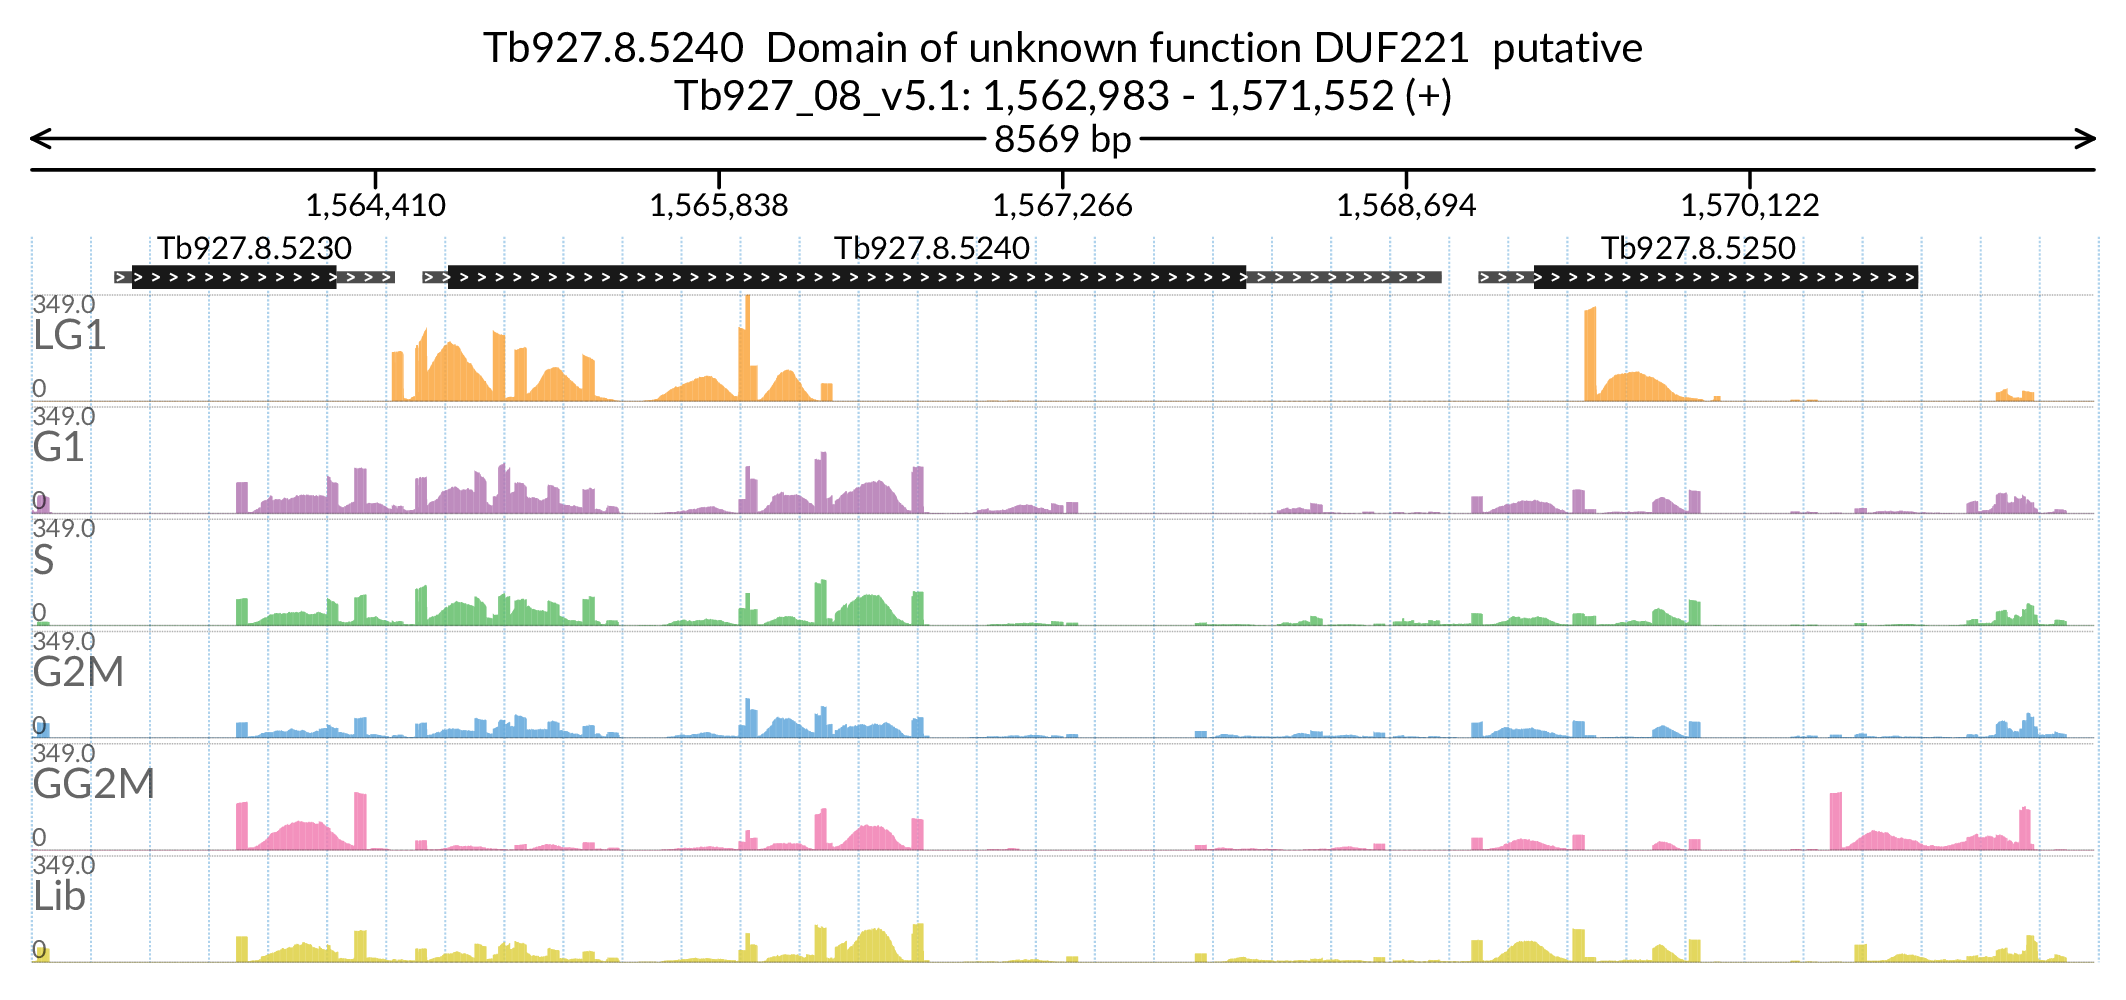 Tb927.8.5240  Domain of unknown function DUF221  putative
Tb927_08_v5.1: 1,562,983 - 1,571,552 (+)
8569 bp
1,564,410 1,565,838 1,567,266 1,568,694 1,570,122
Tb927.8.5230 Tb927.8.5240 Tb927.8.5250
349.0
LG1
0
349.0
G1
0
349.0
S
0
349.0
G2M
0
349.0
GG2M
0
349.0
Lib
0